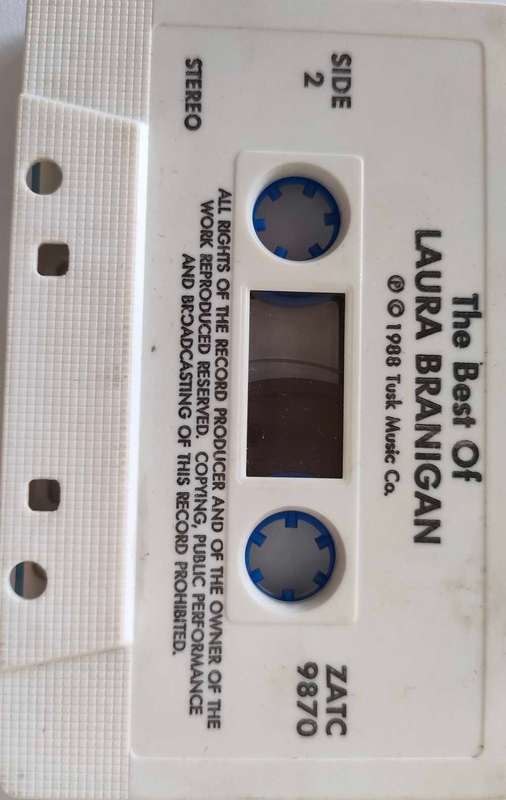 The Best Of
LAURA BRANIGAN
℗ © 1988 Tusk Music Co.
SIDE
2
ZATC
9870
STEREO
ALL RIGHTS OF THE RECORD PRODUCER AND OF THE OWNER OF THE
WORK REPRODUCED RESERVED. COPYING, PUBLIC PERFORMANCE
AND BROADCASTING OF THIS RECORD PROHIBITED.